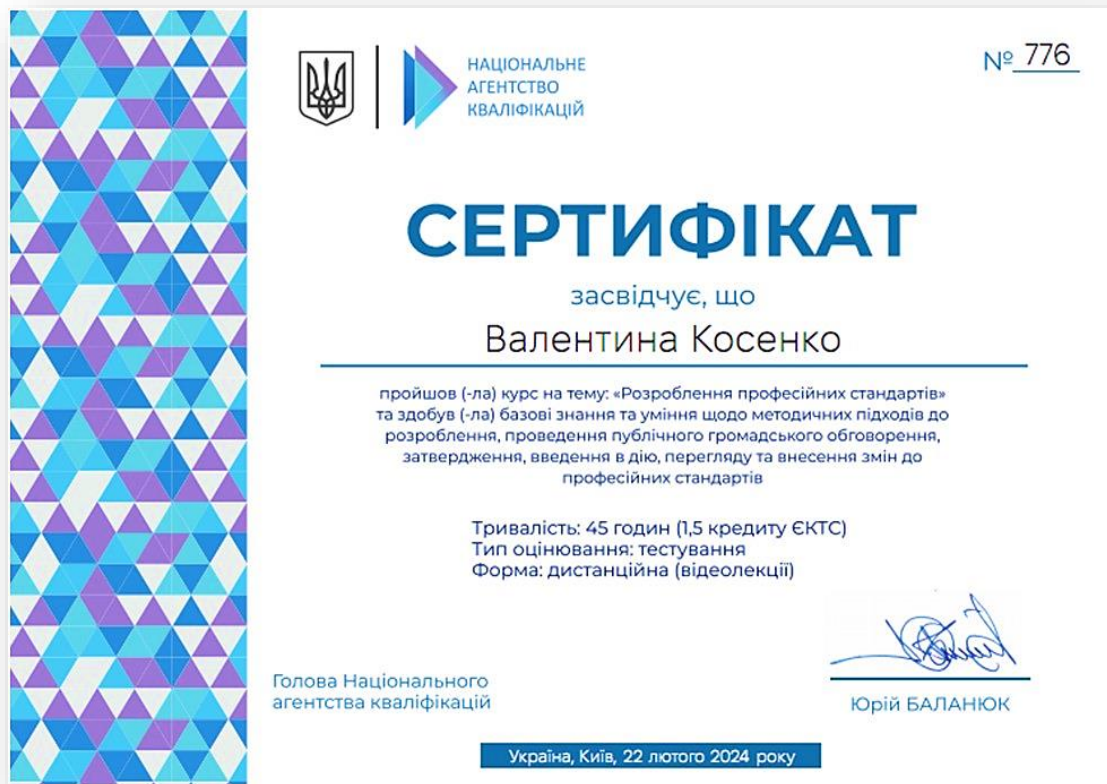 НАЦІОНАЛЬНЕ
АГЕНТСТВО
КВАЛІФІКАЦІЙ
№ 776
СЕРТИФІКАТ
засвідчує, що
Валентина Косенко
пройшов (-ла) курс на тему: «Розроблення професійних стандартів»
та здобув (-ла) базові знання та уміння щодо методичних підходів до
розроблення, проведення публічного громадського обговорення,
затвердження, введення в дію, перегляду та внесення змін до
професійних стандартів
Тривалість: 45 годин (1,5 кредиту ЄКТС)
Тип оцінювання: тестування
Форма: дистанційна (відеолекції)
Голова Національного
агентства кваліфікацій
Юрій БАЛАНЮК
Україна, Київ, 22 лютого 2024 року